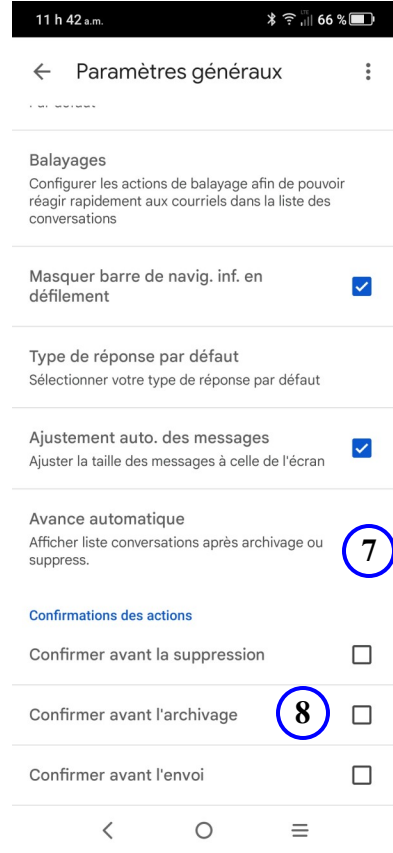 11 h 42 a.m.
LTE
66 %
Paramètres généraux
Balayages
Configurer les actions de balayage afin de pouvoir
réagir rapidement aux courriels dans la liste des
conversations
Masquer barre de navig. inf. en
défilement
Type de réponse par défaut
Sélectionner votre type de réponse par défaut
Ajustement auto. des messages
Ajuster la taille des messages à celle de l'écran
Avance automatique
Afficher liste conversations après archivage ou
suppress.
7
Confirmations des actions
Confirmer avant la suppression
Confirmer avant l'archivage
8
Confirmer avant l'envoi